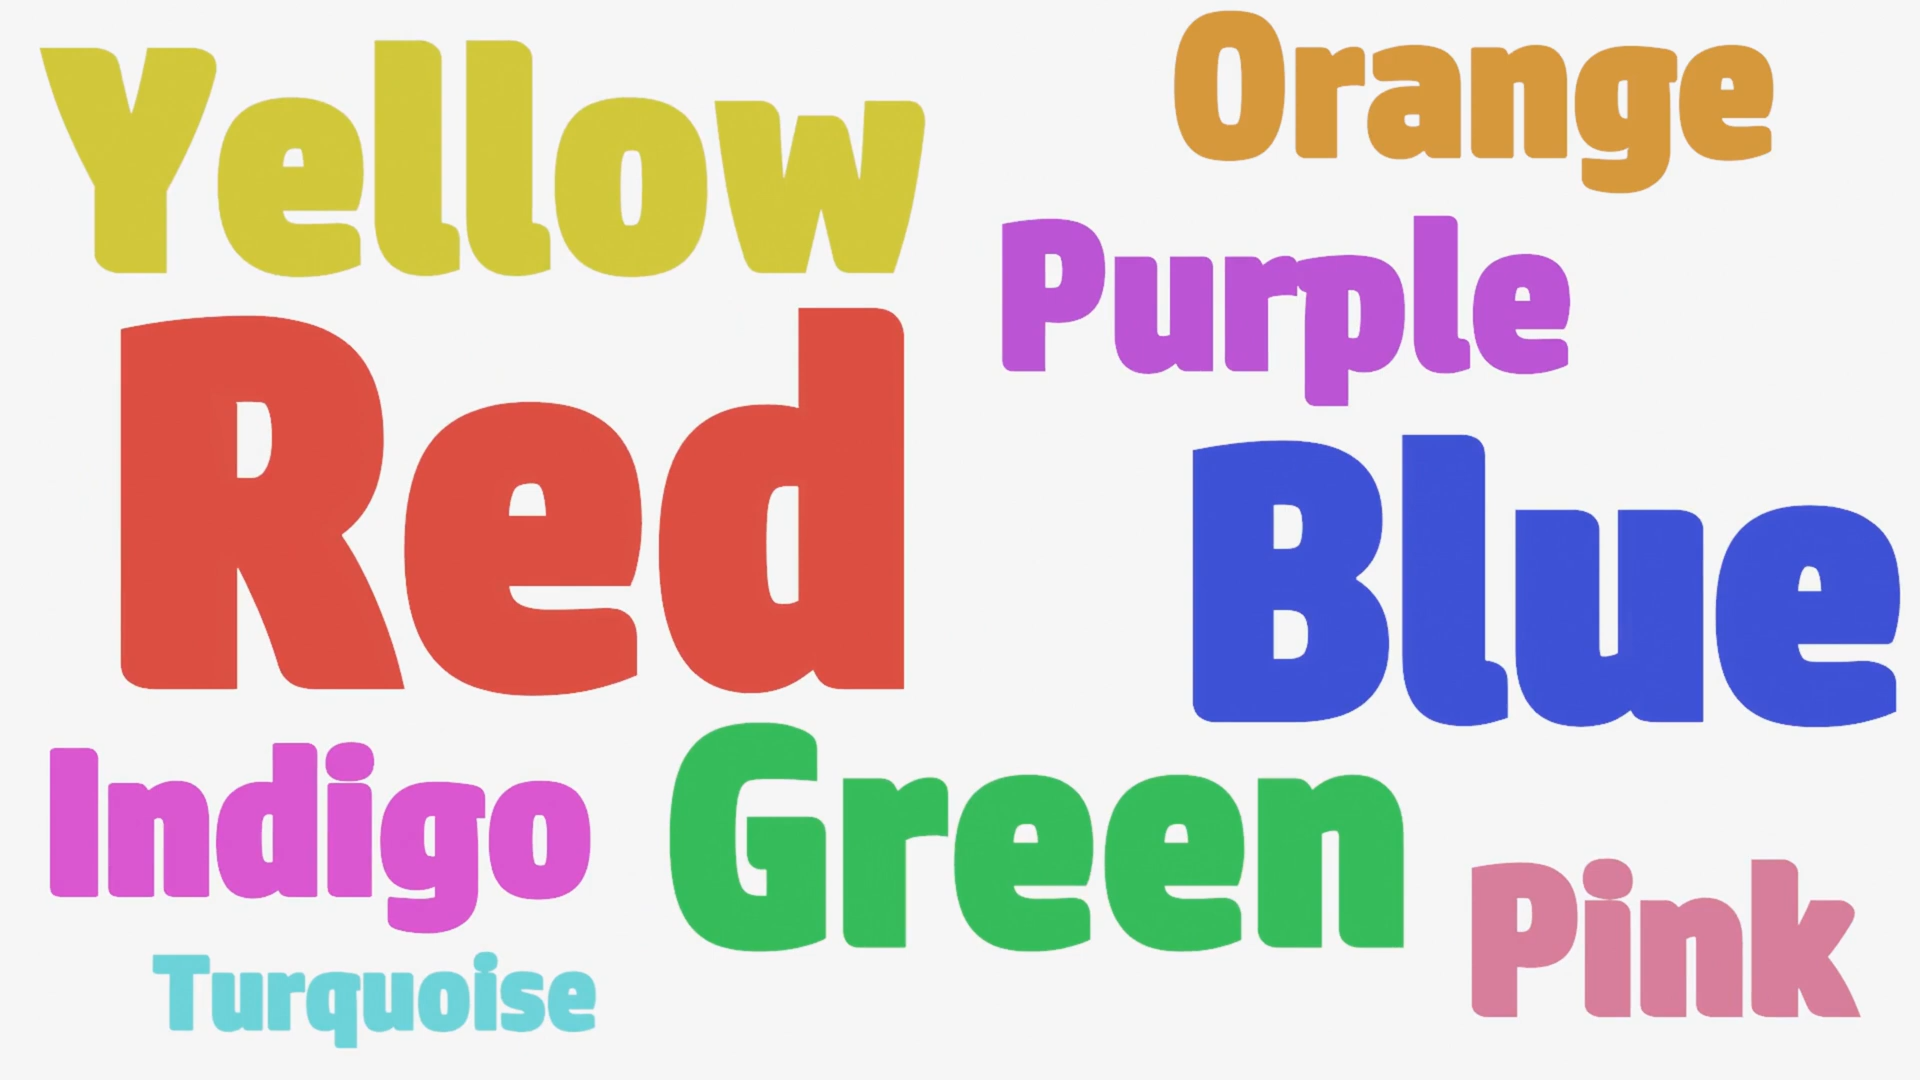 Yellow
Orange
Purple
Red
Blue
Indigo
Green
Pink
Turquoise